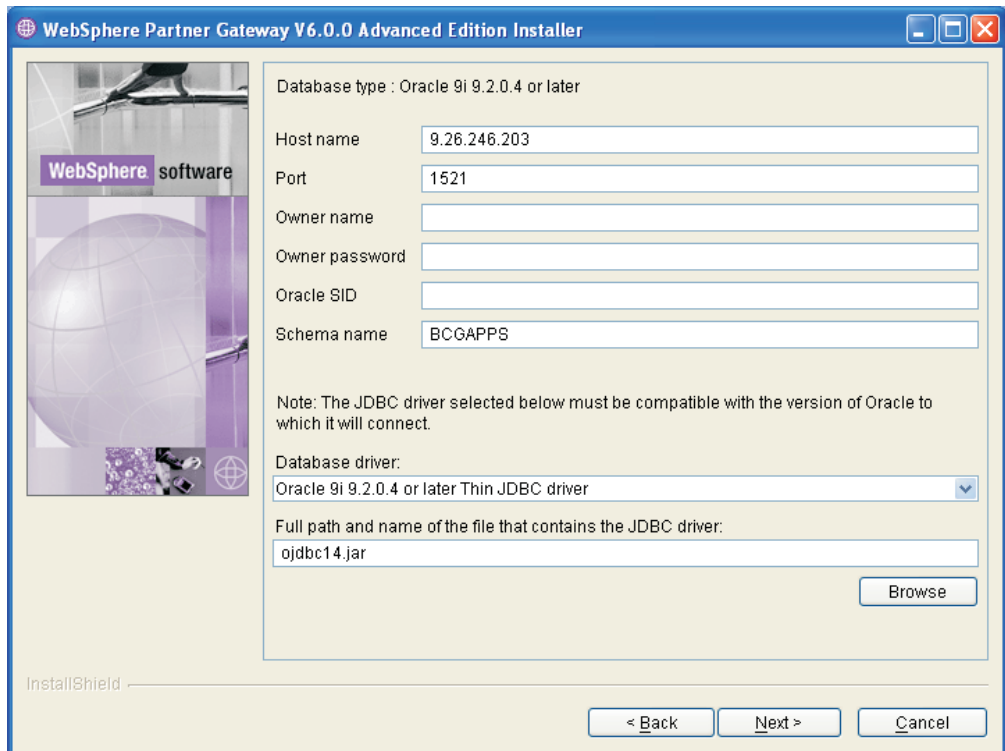 WebSphere Partner Gateway V6.0.0 Advanced Edition Installer
WebSphere software
Database type : Oracle 9i 9.2.0.4 or later
Host name 9.26.246.203
Port 1521
Owner name
Owner password
Oracle SID
Schema name BCGAPPS
Note: The JDBC driver selected below must be compatible with the version of Oracle to
which it will connect.
Database driver:
Oracle 9i 9.2.0.4 or later Thin JDBC driver
Full path and name of the file that contains the JDBC driver:
ojdbc14.jar
Browse
InstallShield
< Back Next > Cancel